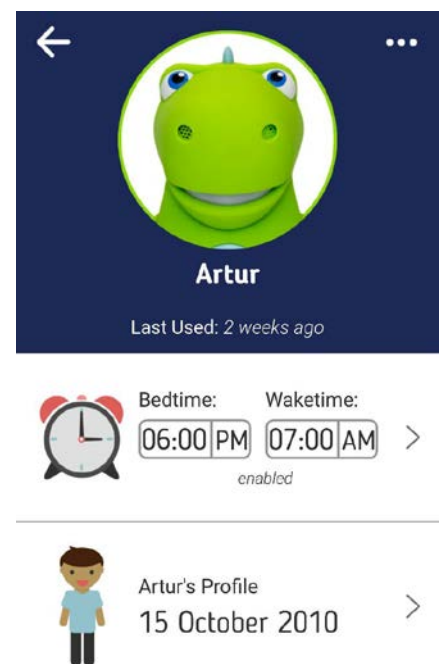 Artur
Last Used: 2 weeks ago
Bedtime: Waketime:
06:00 PM 07:00 AM
enabled
Artur's Profile
15 October 2010